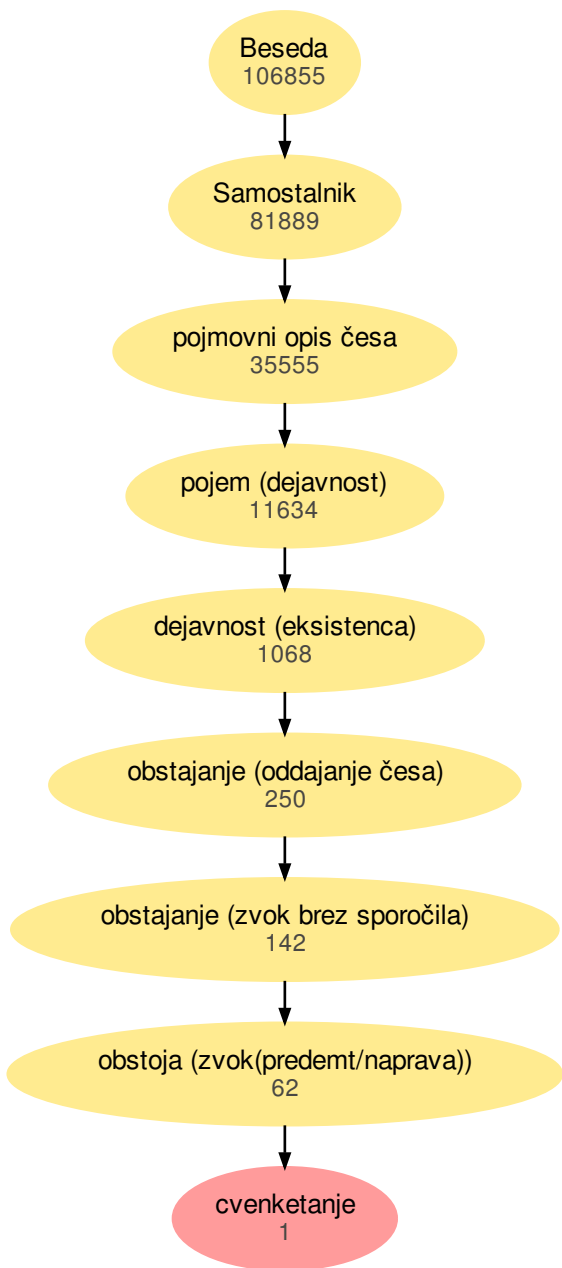 Beseda
106855
Samostalnik
81889
pojmovni opis česa
35555
pojem (dejavnost)
11634
dejavnost (eksistenca)
1068
obstajanje (oddajanje česa)
250
obstajanje (zvok brez sporočila)
142
obstoja (zvok(predemt/naprava))
62
cvenketanje
1